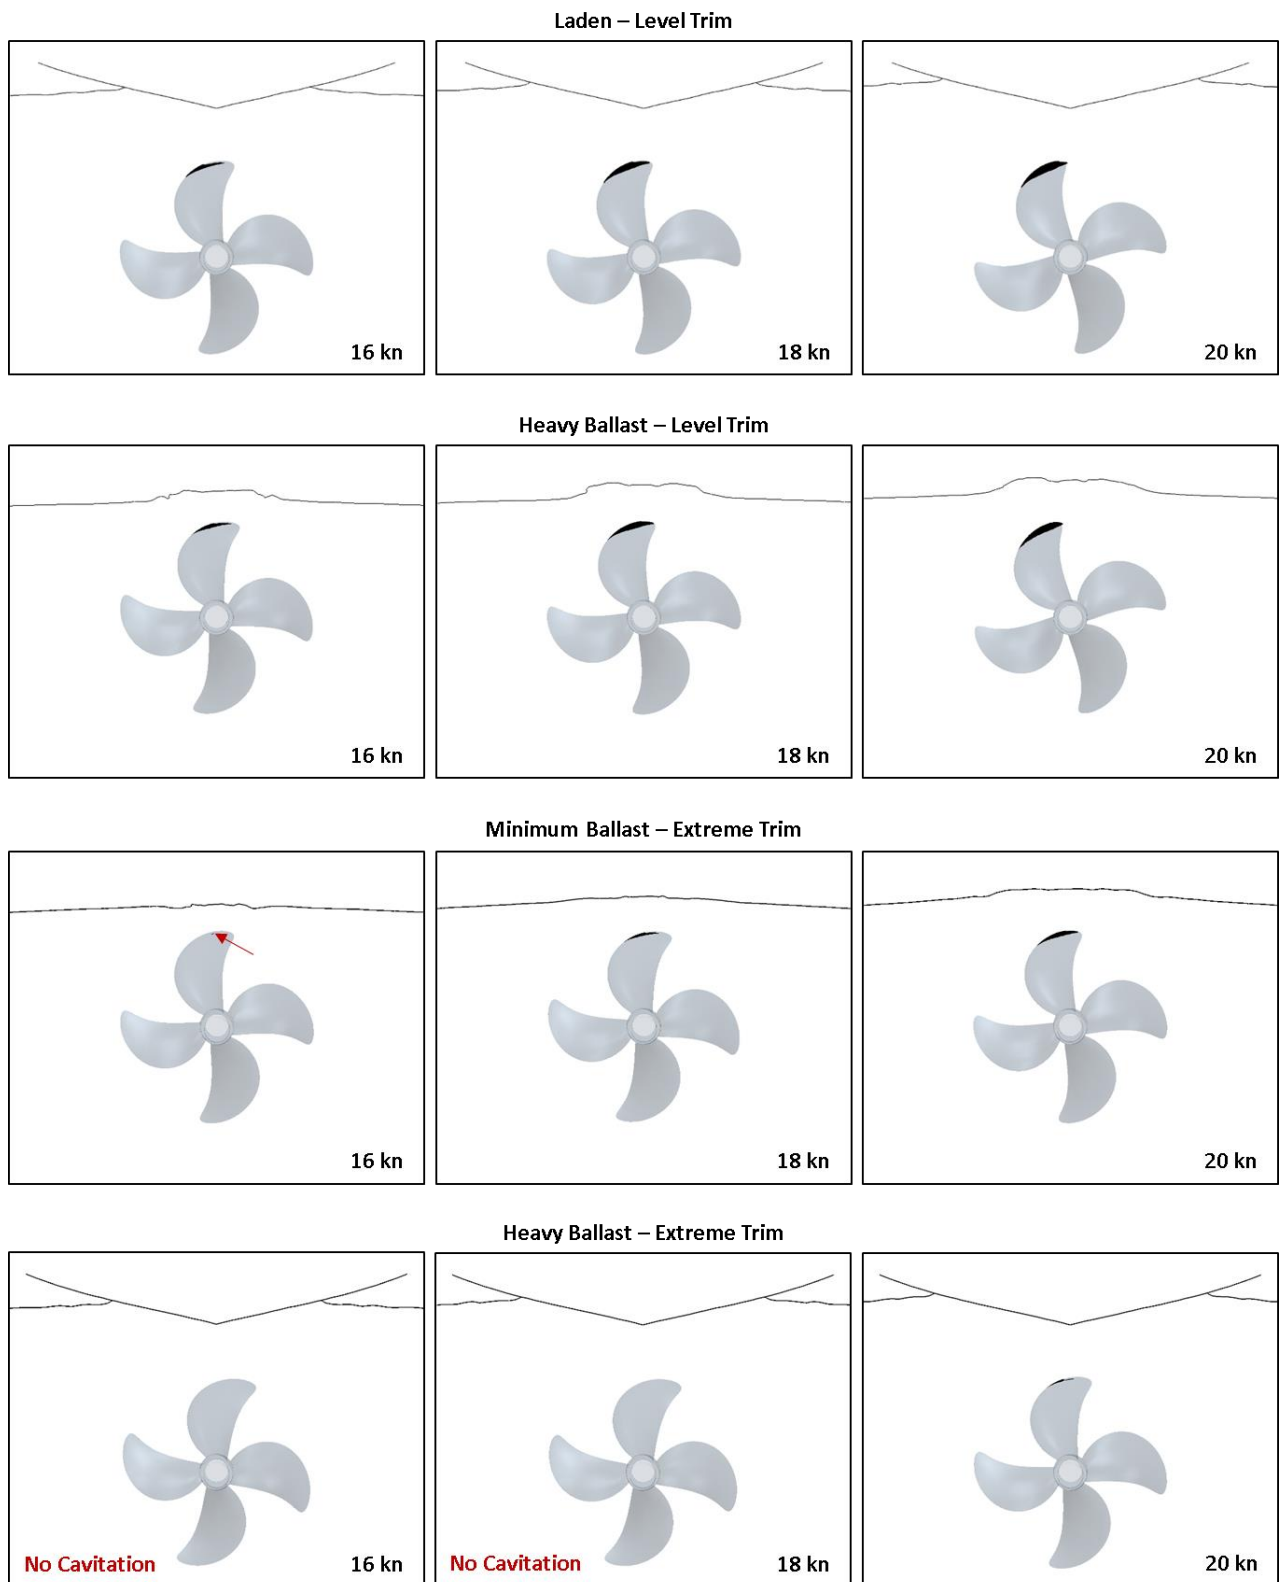 Laden – Level Trim
16 kn
18 kn
20 kn
Heavy Ballast – Level Trim
16 kn
18 kn
20 kn
Minimum Ballast – Extreme Trim
16 kn
18 kn
20 kn
Heavy Ballast – Extreme Trim
No Cavitation
16 kn
No Cavitation
18 kn
20 kn